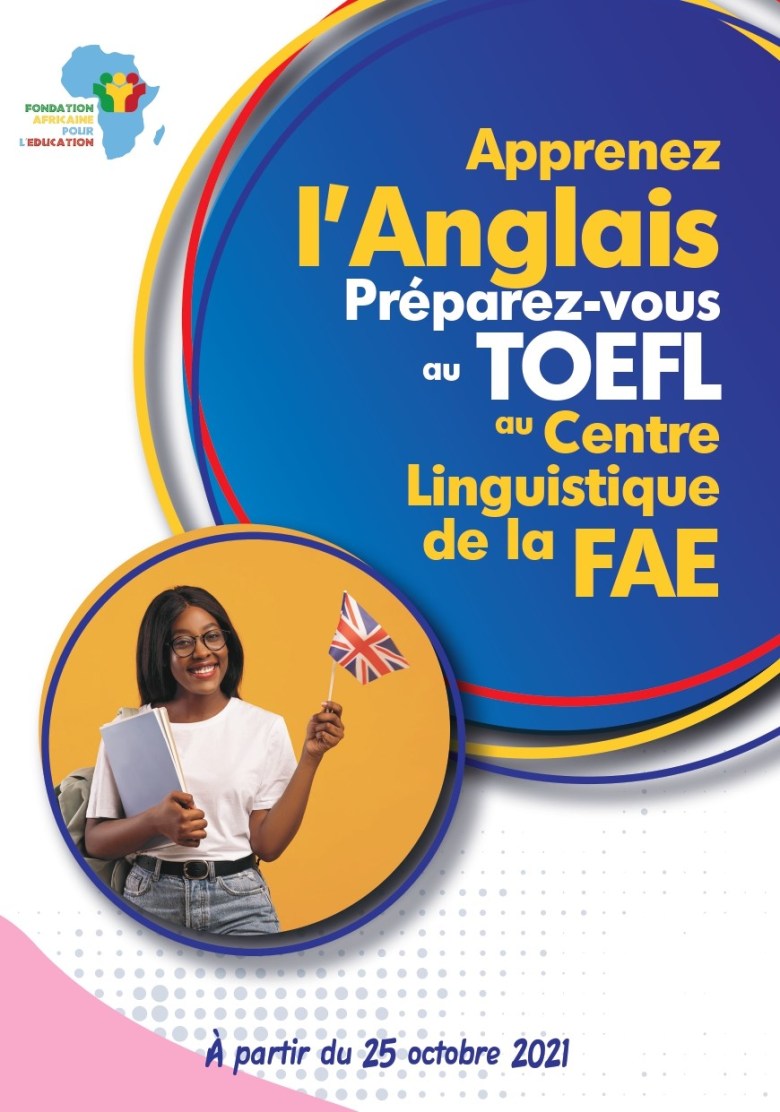 FONDATION
AFRICAINE
POUR
L'EDUCATION
Apprenez
l'Anglais
Préparez-vous
au TOEFL
au Centre
Linguistique
de la FAE
À partir du 25 octobre 2021